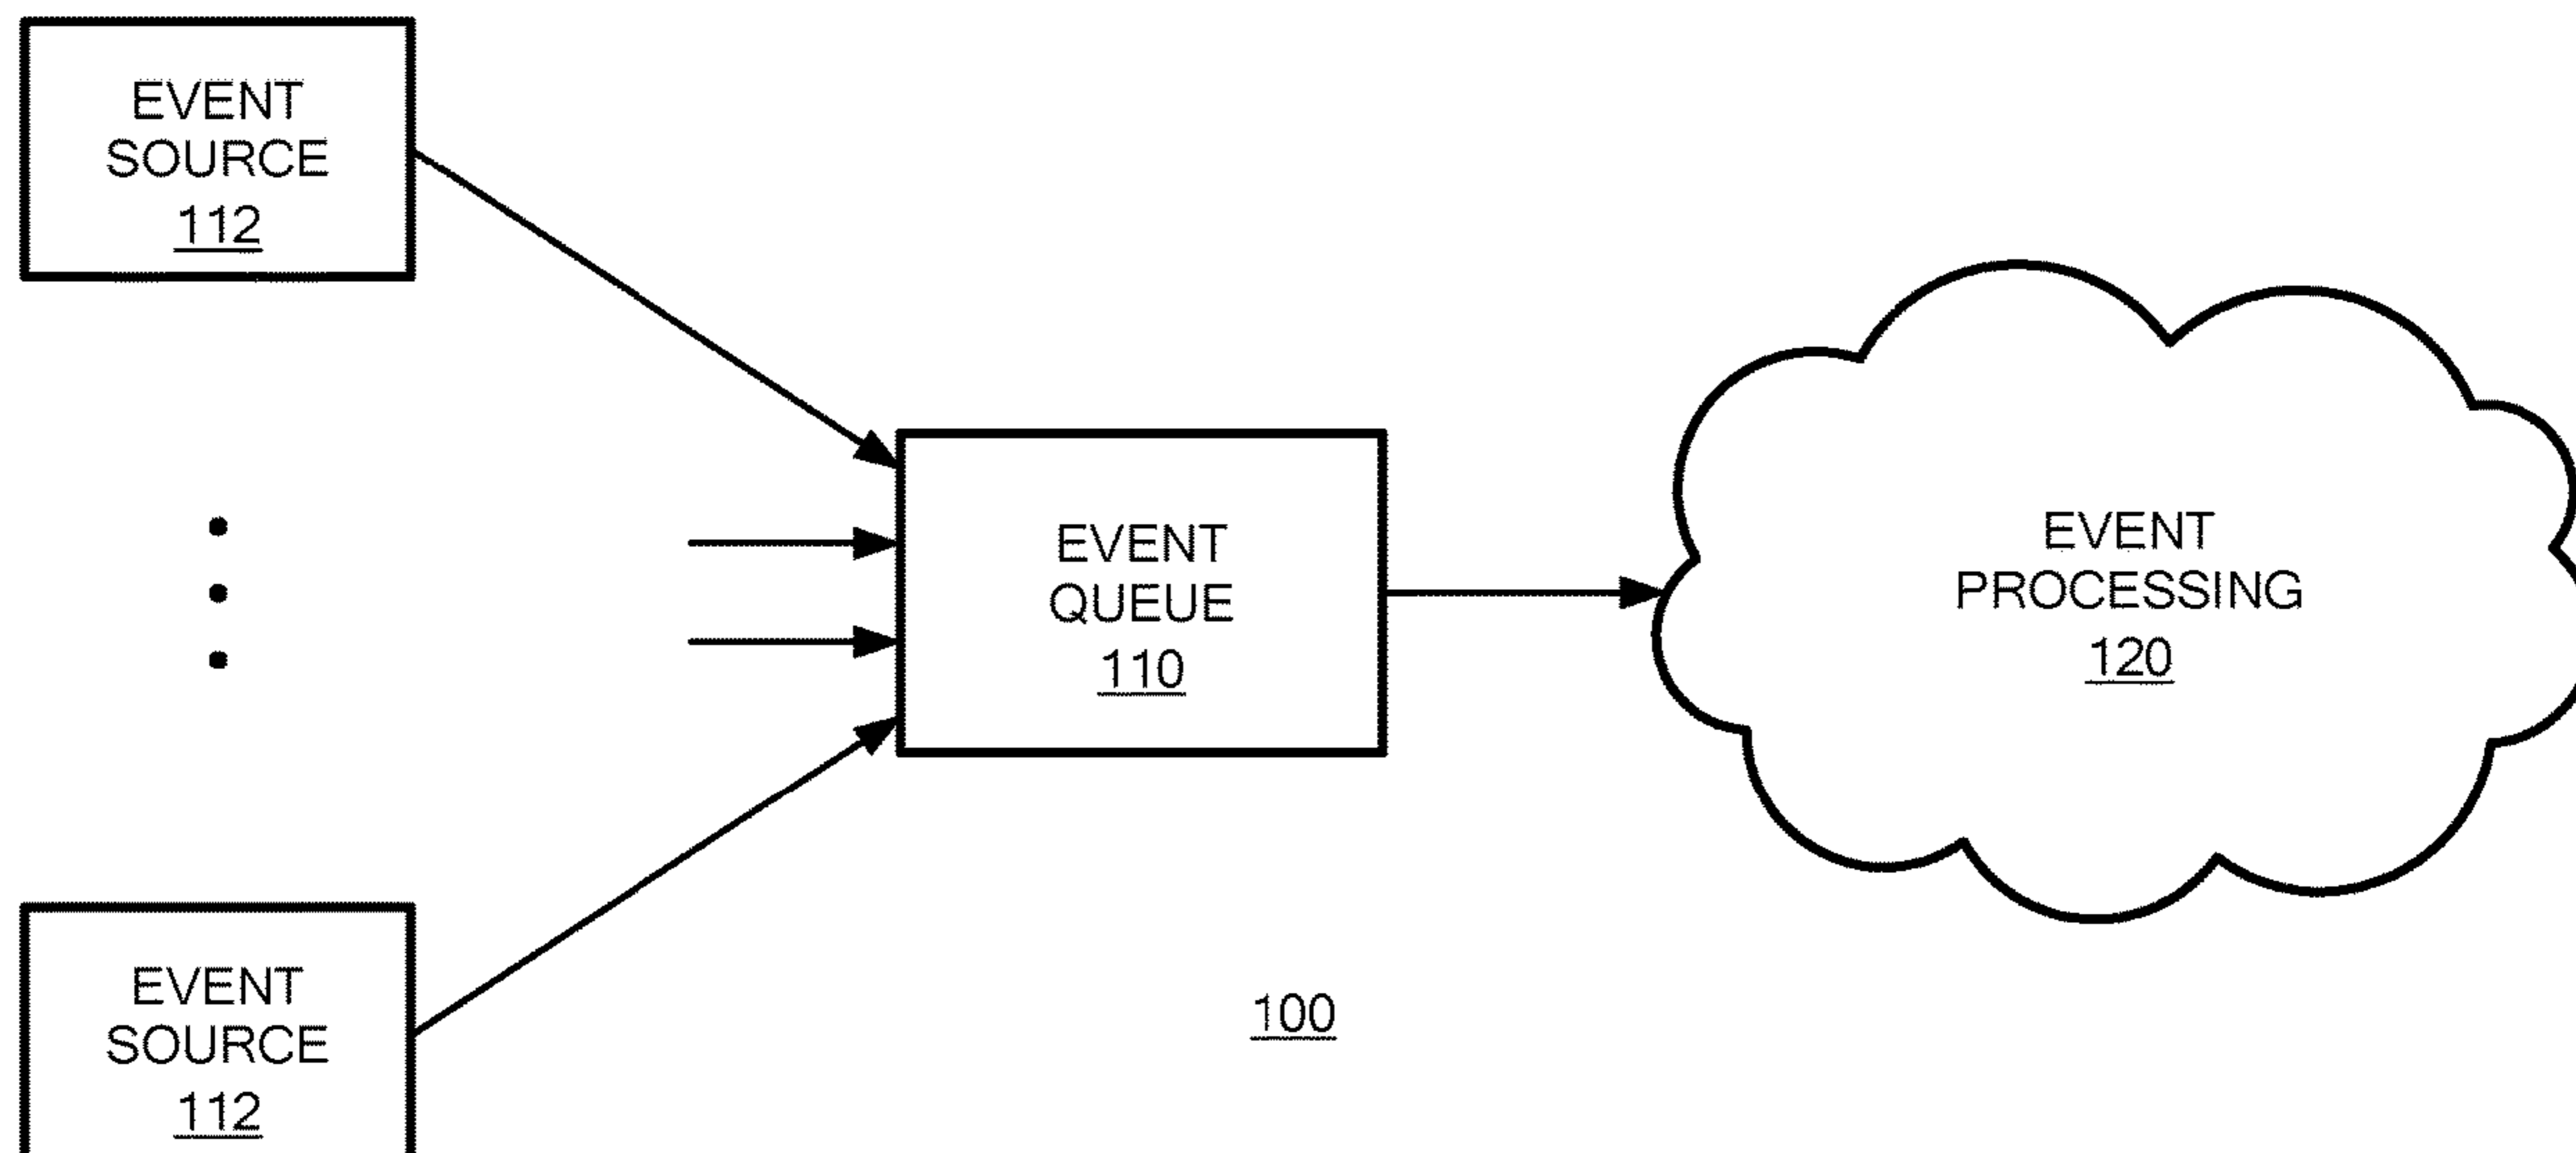 EVENT
SOURCE
112
EVENT
QUEUE
110
EVENT
PROCESSING
120
EVENT
SOURCE
112
100